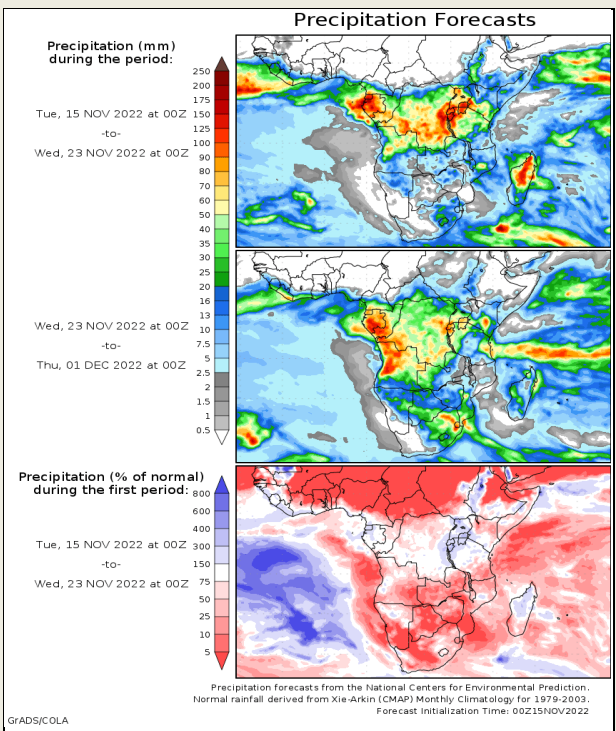 Precipitation Forecasts
Precipitation (mm)
during the period:
Tue, 15 NOV 2022 at 00Z
-to-
Wed, 23 NOV 2022 at 00Z
250
200
175
150
125
100
90
80
70
60
50
40
35
30
25
20
16
13
10
7.5
5
2.5
2
1.5
1
0.5
Wed, 23 NOV 2022 at 00Z
-to-
Thu, 01 DEC 2022 at 00Z
Precipitation (% of normal)
during the first period:
Tue, 15 NOV 2022 at 00Z
-to-
Wed, 23 NOV 2022 at 00Z
800
600
400
300
150
75
50
25
10
5
Precipitation forecasts from the National Centers for Environmental Prediction.
Normal rainfall derived from Xie-Arkin (CMAP) Monthly Climatology for 1979-2003.
Forecast Initialization Time: 00Z15NOV2022
GrADS/COLA